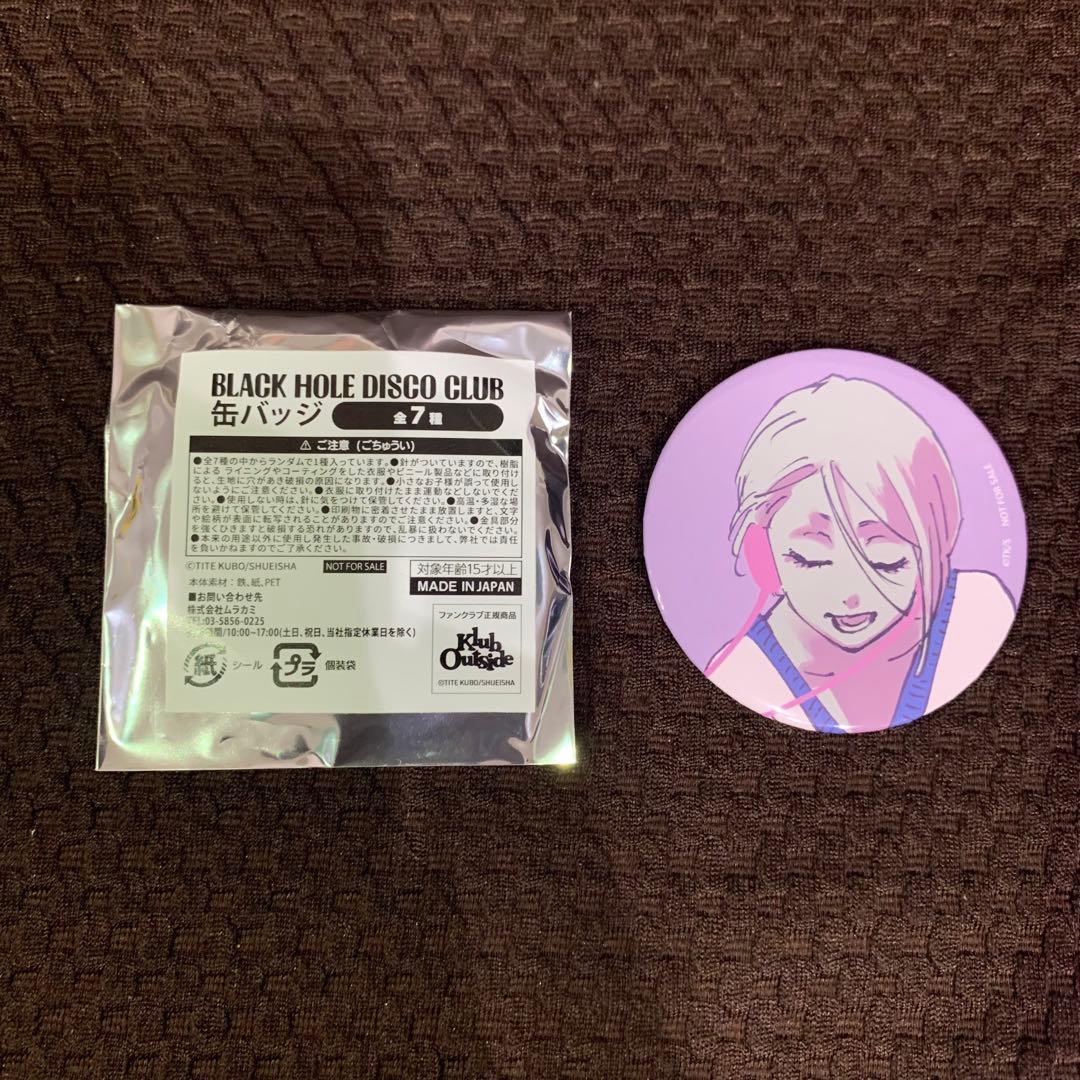 BLACK HOLE DISCO CLUB
缶バッジ 全7種
⚠ ご注意 (ごちゅうい)
●全7種の中からランダムで1種入っています。●針がついていますので、樹脂
による ライニングやコーティングをした衣服やビニール製品などに取り付け
ると、生地に穴があき破損の原因になります。●小さなお子様が誤って使用し
ないようにご注意ください。●衣服に取り付けたまま運動などしないでくだ
さい。●使用しない時は、針に気をつけて保管してください。●高温・多湿な場
所を避けて保管してください。●印刷物に密着させたまま放置しますと、文字
や絵柄が表面に転写されることがありますのでご注意ください。●金具部分
を強くひきますと破損する恐れがありますので、乱暴に扱わないでください。
●本来の用途以外に使用し発生した事故・破損につきまして、弊社では責任
を負いかねますのでご了承ください。
©TITE KUBO/SHUEISHA NOT FOR SALE 対象年齢15才以上
本体素材：鉄、紙、PET MADE IN JAPAN
■お問い合わせ先
株式会社ムラカミ
TEL:03-5856-0225
間/10:00~17:00(土日、祝日、当社指定休業日を除く)
紙 シール プラ 個装袋
ファンクラブ正規商品
Klub
Outside
©TITE KUBO/SHUEISHA
©TK/S NOT FOR SALE